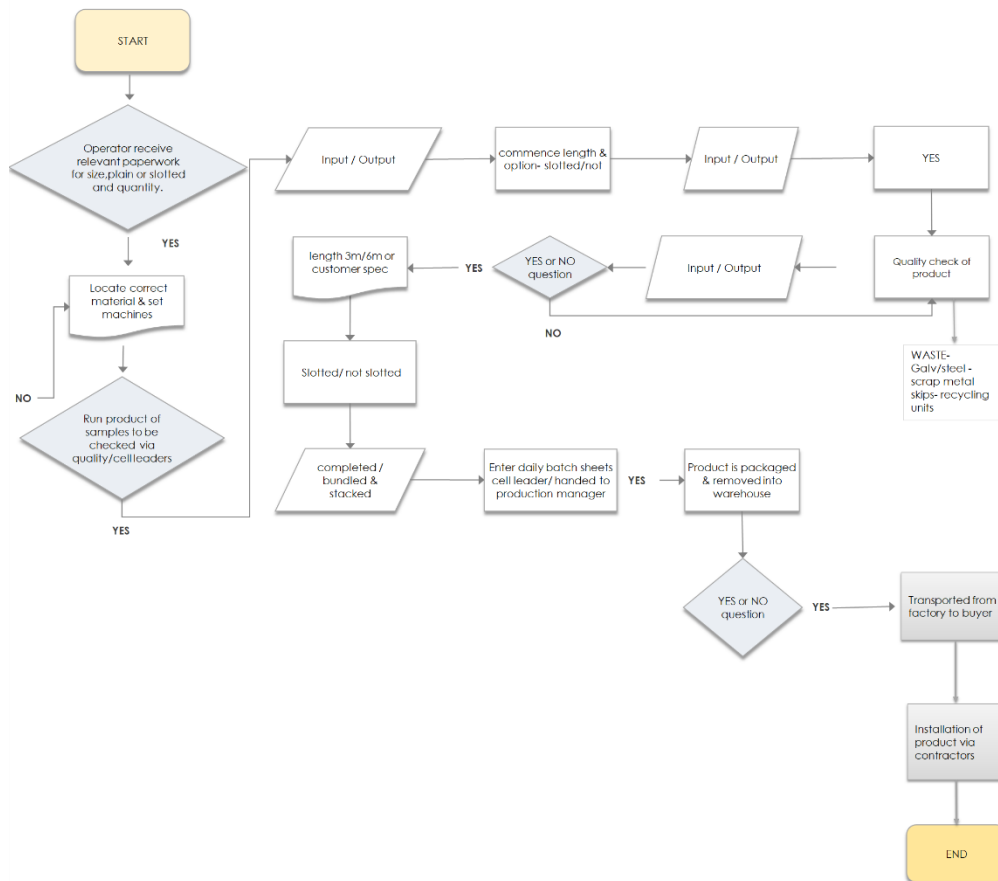 START
Operator receive
relevant paperwork
for size,plain or slotted
and quantity.
YES
Locate correct
material & set
machines
NO
Run product of
samples to be
checked via
quality/cell leaders
YES
Input / Output
commence length &
option- slotted/not
Input / Output
YES
Quality check of
product
WASTE-
Galv/steel -
scrap metal
skips- recycling
units
Input / Output
YES or NO
question
NO
YES
length 3m/6m or
customer spec
Slotted/ not slotted
completed /
bundled &
stacked
Enter daily batch sheets
cell leader/ handed to
production manager
YES
Product is packaged
& removed into
warehouse
YES or NO
question
YES
Transported from
factory to buyer
Installation of
product via
contractors
END